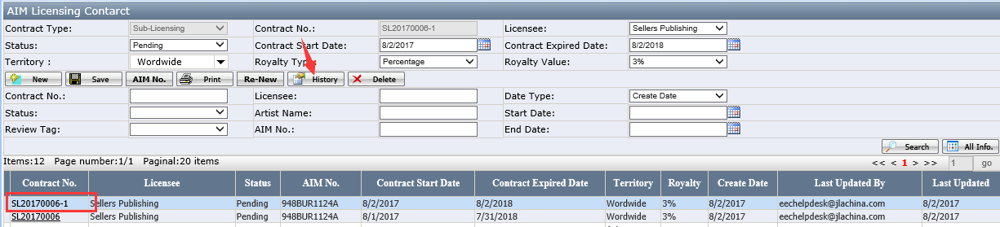 AIM Licensing Contarct
Contract Type: Sub-Licensing Contract No.: SL20170006-1 Licensee: Sellers Publishing
Status: Pending Contract Start Date: 8/2/2017 Contract Expired Date: 8/2/2018
Territory : Wordwide Royalty Type: Percentage Royalty Value: 3%
New Save AIM No. Print Re-New History Delete
Contract No.: Licensee: Date Type: Create Date
Status: Artist Name: Start Date:
Review Tag: AIM No.: End Date:
Search All Info.
Items:12 Page number:1/1 Paginal:20 items << < 1 > >> 1 go
Contract No. Licensee Status AIM No. Contract Start Date Contract Expired Date Territory Royalty Create Date Last Updated By Last Updated
SL20170006-1 Sellers Publishing Pending 948BUR1124A 8/2/2017 8/2/2018 Wordwide 3% 8/2/2017 eechelpdesk@jlachina.com 8/2/2017
SL20170006 Sellers Publishing Pending 948BUR1124A 8/1/2017 7/31/2018 Wordwide 3% 8/2/2017 eechelpdesk@jlachina.com 8/2/2017